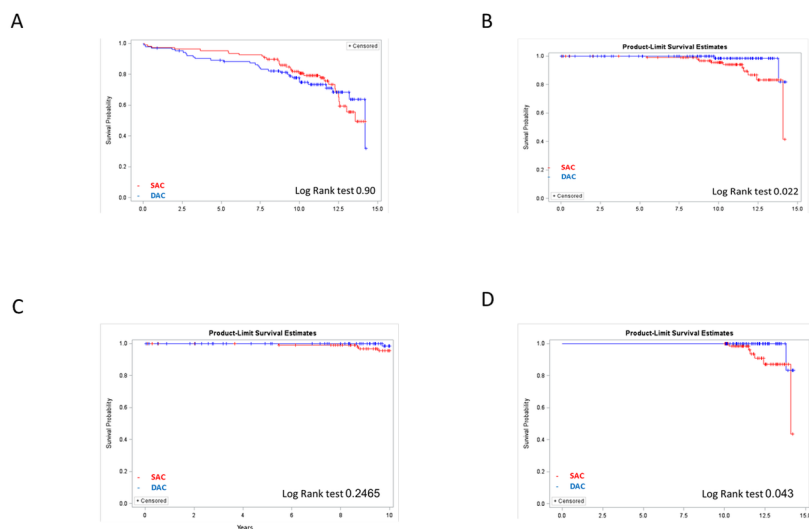 A
Censored
1.0
0.8
0.6
0.4
0.2
0.0
Survival Probability
SAC
DAC
Log Rank test 0.90
0.0 2.5 5.0 7.5 10.0 12.5 15.0
B
Product-Limit Survival Estimates
1.0
0.8
0.6
0.4
0.2
0.0
Survival Probability
SAC
DAC
Log Rank test 0.022
+ Censored
0.0 2.5 5.0 7.5 10.0 12.5 15.0
C
Product-Limit Survival Estimates
1.0
0.8
0.6
0.4
0.2
0.0
Survival Probability
SAC
DAC
Log Rank test 0.2465
+ Censored
0 2 4 6 8 10
Years
D
Product-Limit Survival Estimates
1.0
0.8
0.6
0.4
0.2
0.0
Survival Probability
SAC
DAC
Log Rank test 0.043
+ Censored
0.0 2.5 5.0 7.5 10.0 12.5 15.0